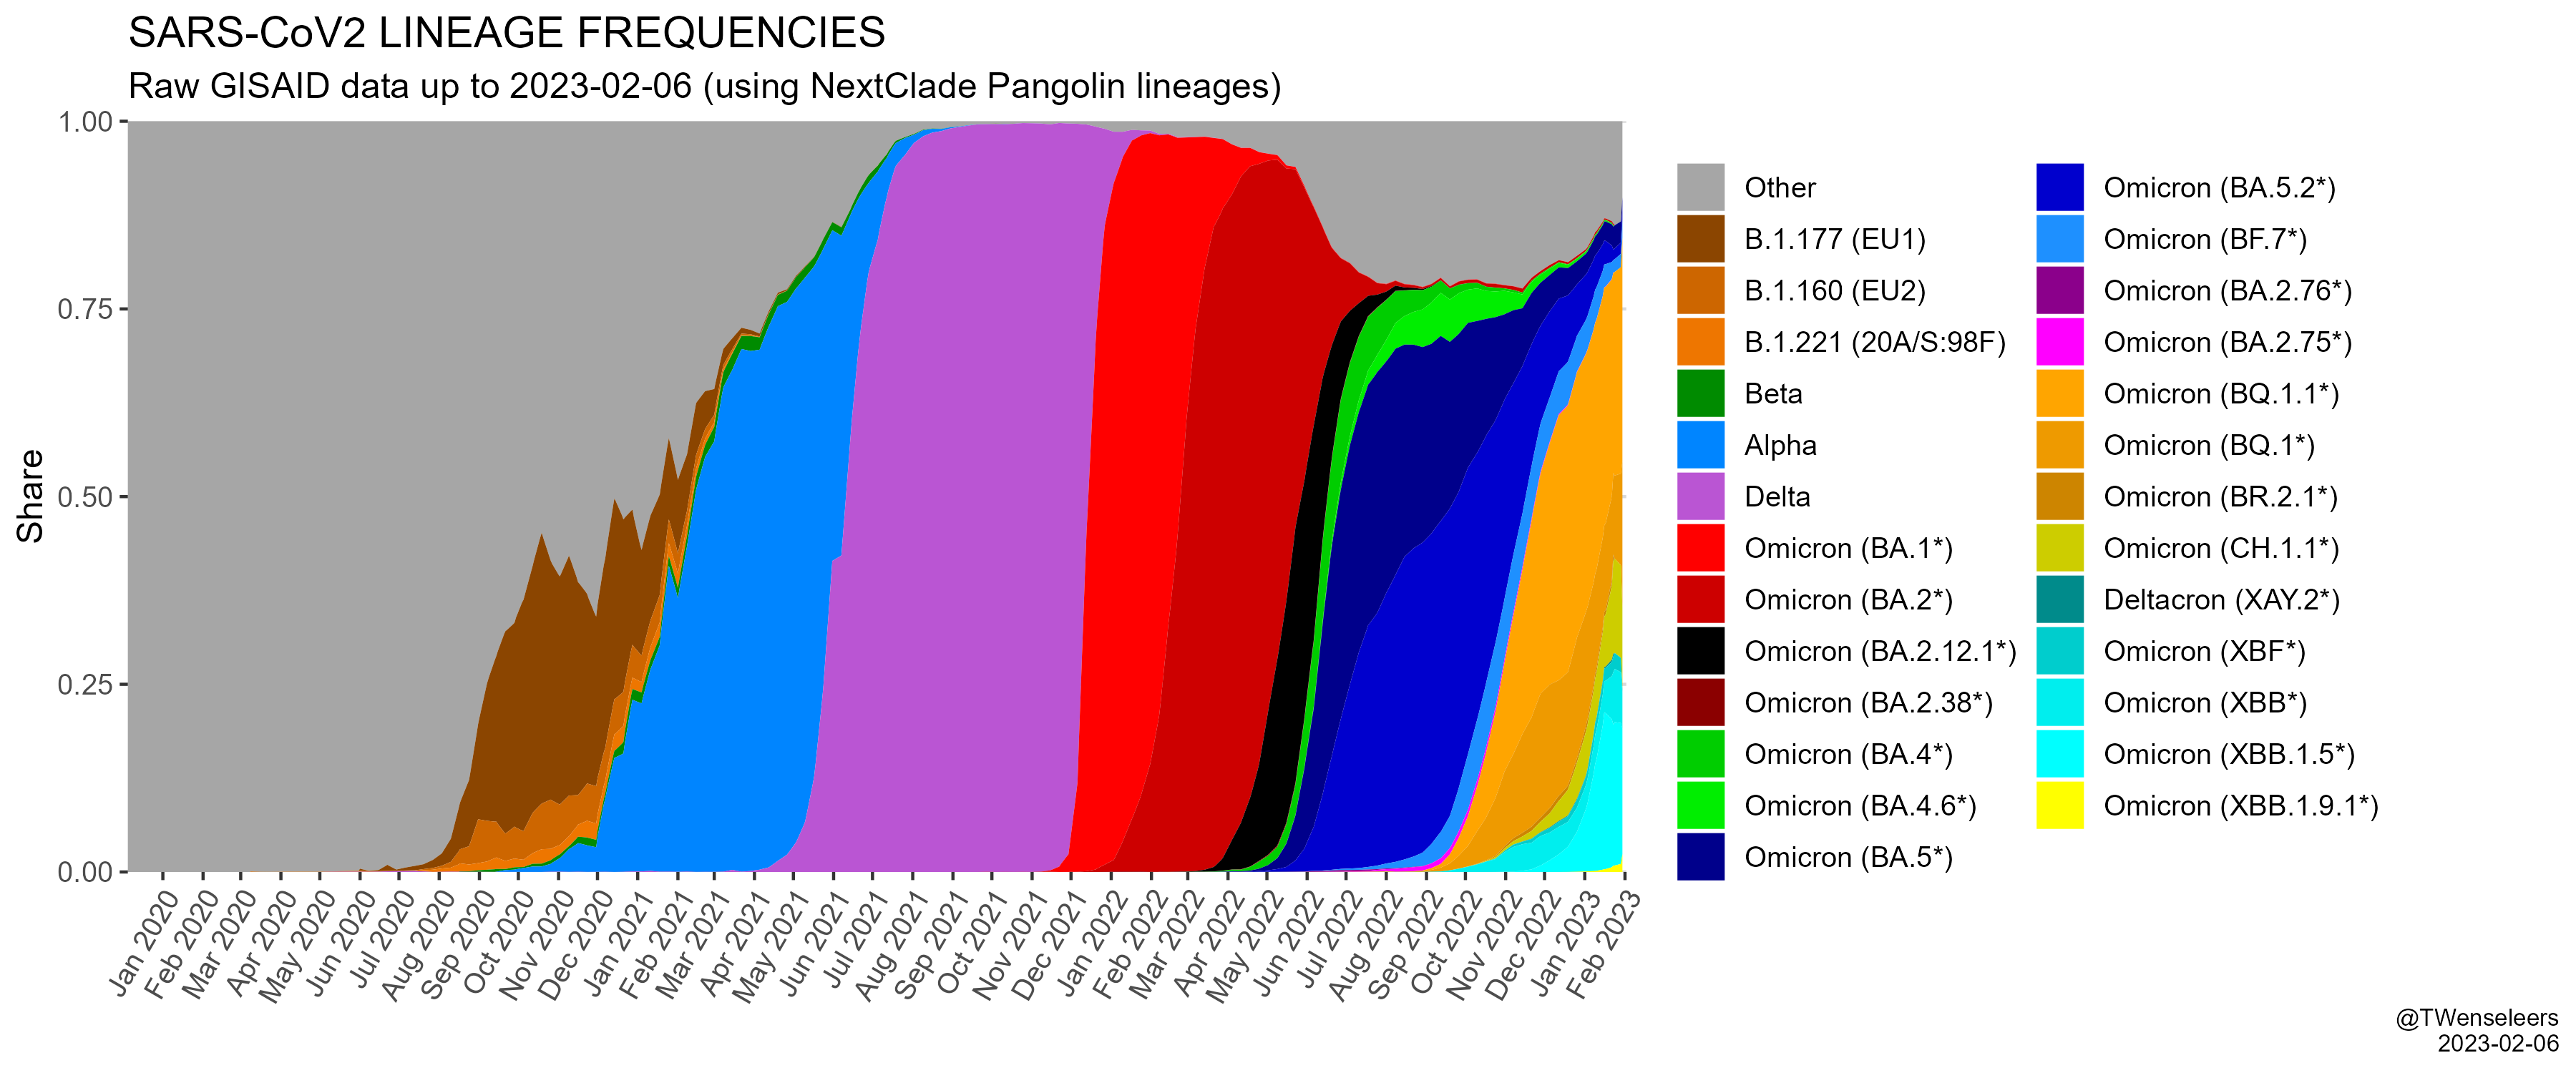 SARS-CoV2 LINEAGE FREQUENCIES
Raw GISAID data up to 2023-02-06 (using NextClade Pangolin lineages)
Share
1.00
0.75
0.50
0.25
0.00
Jan 2020
Feb 2020
Mar 2020
Apr 2020
May 2020
Jun 2020
Jul 2020
Aug 2020
Sep 2020
Oct 2020
Nov 2020
Dec 2020
Jan 2021
Feb 2021
Mar 2021
Apr 2021
May 2021
Jun 2021
Jul 2021
Aug 2021
Sep 2021
Oct 2021
Nov 2021
Dec 2021
Jan 2022
Feb 2022
Mar 2022
Apr 2022
May 2022
Jun 2022
Jul 2022
Aug 2022
Sep 2022
Oct 2022
Nov 2022
Dec 2022
Jan 2023
Feb 2023
Other
B.1.177 (EU1)
B.1.160 (EU2)
B.1.221 (20A/S:98F)
Beta
Alpha
Delta
Omicron (BA.1*)
Omicron (BA.2*)
Omicron (BA.2.12.1*)
Omicron (BA.2.38*)
Omicron (BA.4*)
Omicron (BA.4.6*)
Omicron (BA.5*)
Omicron (BA.5.2*)
Omicron (BF.7*)
Omicron (BA.2.76*)
Omicron (BA.2.75*)
Omicron (BQ.1.1*)
Omicron (BQ.1*)
Omicron (BR.2.1*)
Omicron (CH.1.1*)
Deltacron (XAY.2*)
Omicron (XBF*)
Omicron (XBB*)
Omicron (XBB.1.5*)
Omicron (XBB.1.9.1*)
@TWenseleers
2023-02-06